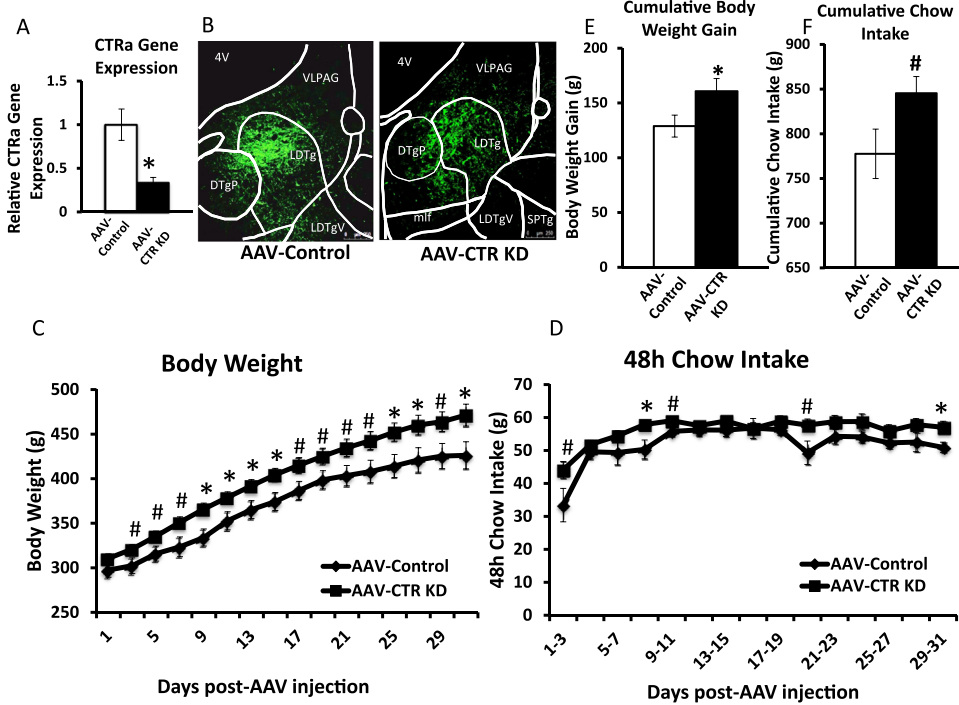 A
CTRa Gene
Expression
Relative CTRa Gene
Expression
1.5
1
0.5
0
*
AAV-
Control
AAV-
CTR KD
B
4V
VLPAG
LDTg
DTgP
LDTgV
0 µm 250
AAV-Control
4V
VLPAG
DTgP
LDTg
mlf
LDTgV
SPTg
0 µm 250
AAV-CTR KD
E
Cumulative Body
Weight Gain
Body Weight Gain (g)
200
150
100
50
0
*
AAV-
Control
AAV-CTR
KD
F
Cumulative Chow
Intake
Cumulative Chow Intake (g)
900
850
800
750
700
650
#
AAV-
Control
AAV-
CTR KD
C
Body Weight
Body Weight (g)
500
450
400
350
300
250
# # # * * * * # # # # * * # *
AAV-Control
AAV-CTR KD
1 5 9 13 17 21 25 29
Days post-AAV injection
D
48h Chow Intake
48h Chow Intake (g)
70
60
50
40
30
20
10
0
# * # # *
AAV-Control
AAV-CTR KD
1-3 5-7 9-11 13-15 17-19 21-23 25-27 29-31
Days post-AAV injection